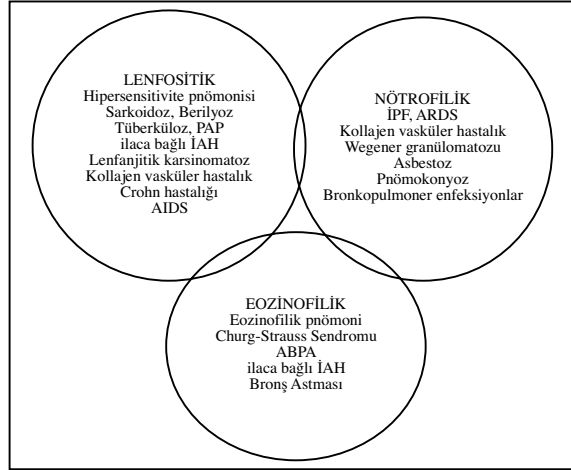 LENFOSİTİK
Hipersensitivite pnömonisi
Sarkoidoz, Berilyoz
Tüberküloz, PAP
ilaca bağlı İAH
Lenfanjitik karsinomatoz
Kollajen vasküler hastalık
Crohn hastalığı
AIDS
NÖTROFİLİK
İPF, ARDS
Kollajen vasküler hastalık
Wegener granülomatozu
Asbestoz
Pnömokonyoz
Bronkopulmoner enfeksiyonlar
EOZİNOFİLİK
Eozinofilik pnömoni
Churg-Strauss Sendromu
ABPA
ilaca bağlı İAH
Bronş Astması